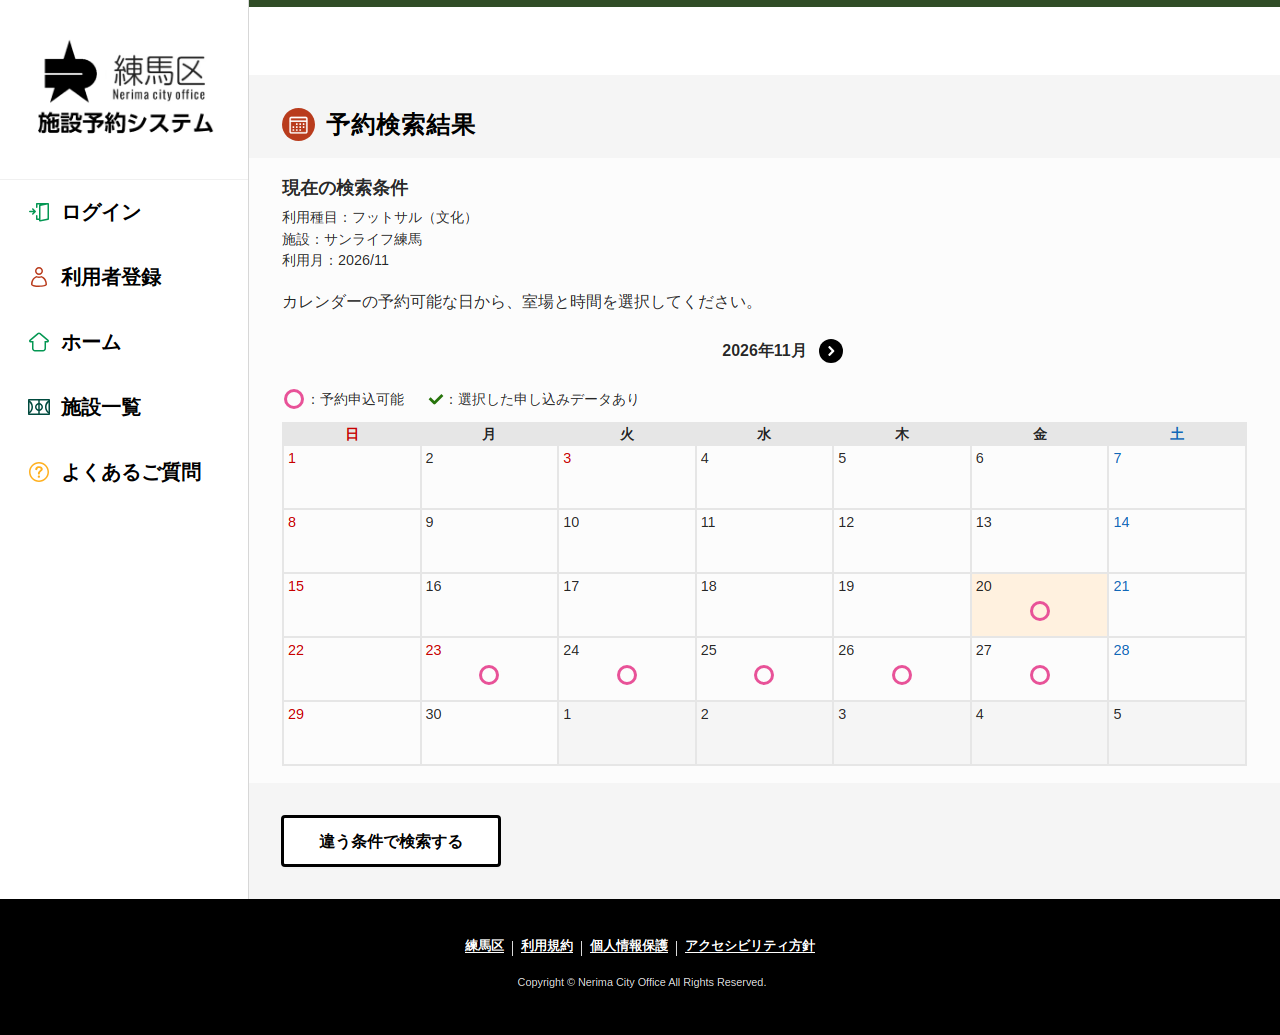 練馬区
Nerima city office
施設予約システム
ログイン
利用者登録
ホーム
施設一覧
よくあるご質問
予約検索結果
現在の検索条件
利用種目：フットサル（文化）
施設：サンライフ練馬
利用月：2026/11
カレンダーの予約可能な日から、室場と時間を選択してください。
2026年11月
：予約申込可能 ：選択した申し込みデータあり
日 月 火 水 木 金 土
1 2 3 4 5 6 7
8 9 10 11 12 13 14
15 16 17 18 19 20 21
22 23 24 25 26 27 28
29 30 1 2 3 4 5
違う条件で検索する
練馬区 | 利用規約 | 個人情報保護 | アクセシビリティ方針
Copyright © Nerima City Office All Rights Reserved.